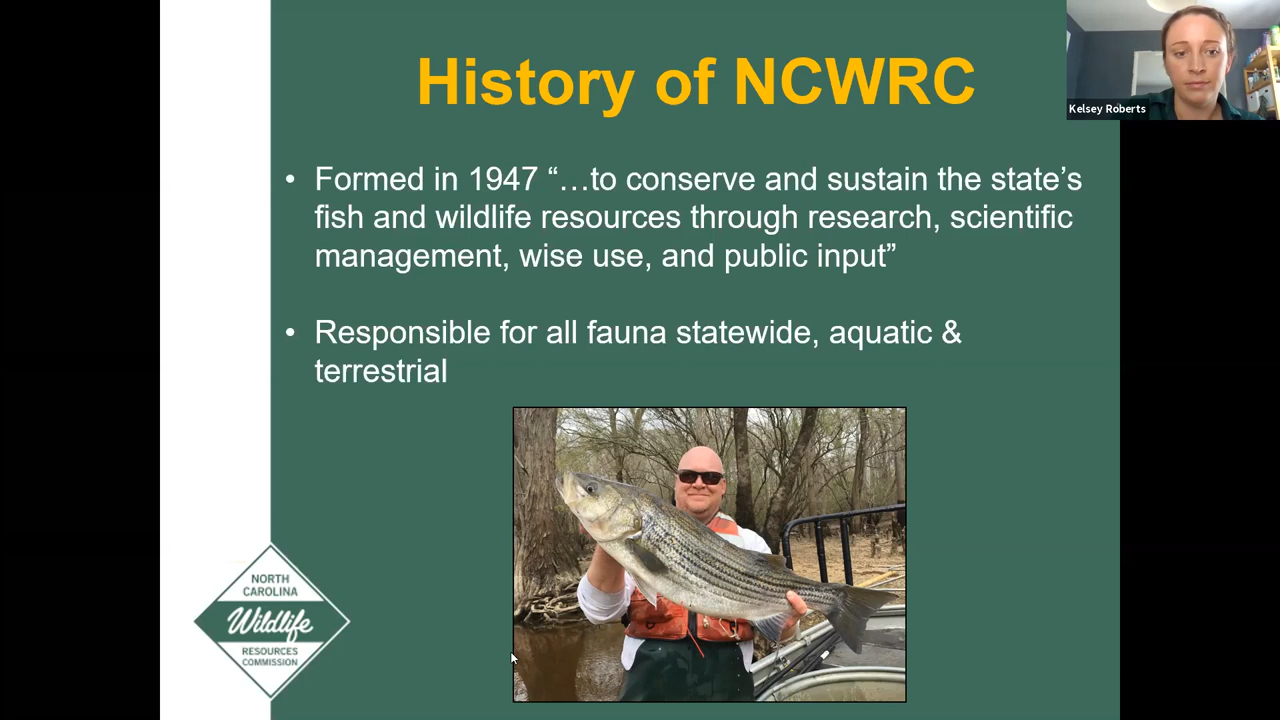 History of NCWRC
Kelsey Roberts
• Formed in 1947 “…to conserve and sustain the state’s
fish and wildlife resources through research, scientific
management, wise use, and public input”
• Responsible for all fauna statewide, aquatic &
terrestrial
NORTH
CAROLINA
Wildlife
RESOURCES
COMMISSION